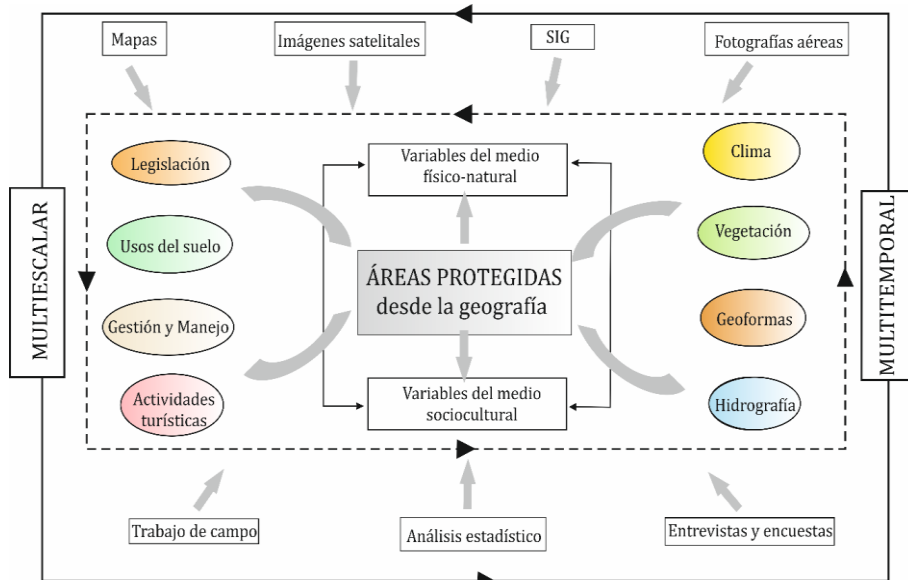 Mapas
Imágenes satelitales
SIG
Fotografías aéreas
MULTIESCALAR
Legislación
Usos del suelo
Gestión y Manejo
Actividades
turísticas
Variables del medio
físico-natural
ÁREAS PROTEGIDAS
desde la geografía
Variables del medio
sociocultural
Clima
Vegetación
Geoformas
Hidrografía
MULTITEMPORAL
Trabajo de campo
Análisis estadístico
Entrevistas y encuestas